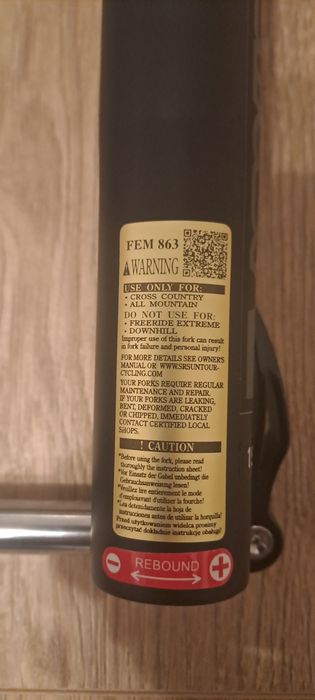 FEM 863
WARNING
USE ONLY FOR:
• CROSS COUNTRY
• ALL MOUNTAIN
DO NOT USE FOR:
• FREERIDE EXTREME
• DOWNHILL
Improper use of this fork can result
in fork failure and personal injury!
FOR MORE DETAILS SEE OWNER'S
MANUAL OR WWW.SRSUNTOUR-
CYCLING.COM
YOUR FORKS REQUIRE REGULAR
MAINTENANCE AND REPAIR.
IF YOUR FORKS ARE LEAKING,
BENT, DEFORMED, CRACKED
OR CHIPPED, IMMEDIATELY
CONTACT CERTIFIED LOCAL
SHOPS.
! CAUTION
*Before using the fork, please read
thoroughly the instruction sheet!
*Vor Einsatz der Gabel unbedingt die
Gebrauchsanweisung lesen!
*Veuillez lire entierement le mode
d'emploi avant d'utiliser la fourche!
*Lea detenidamente la hoja de
instrucciones antes de utilizar la horquilla!
Przed użytkowaniem widelca prosimy
przeczytać dokładnie instrukcję obsługi!
- REBOUND +